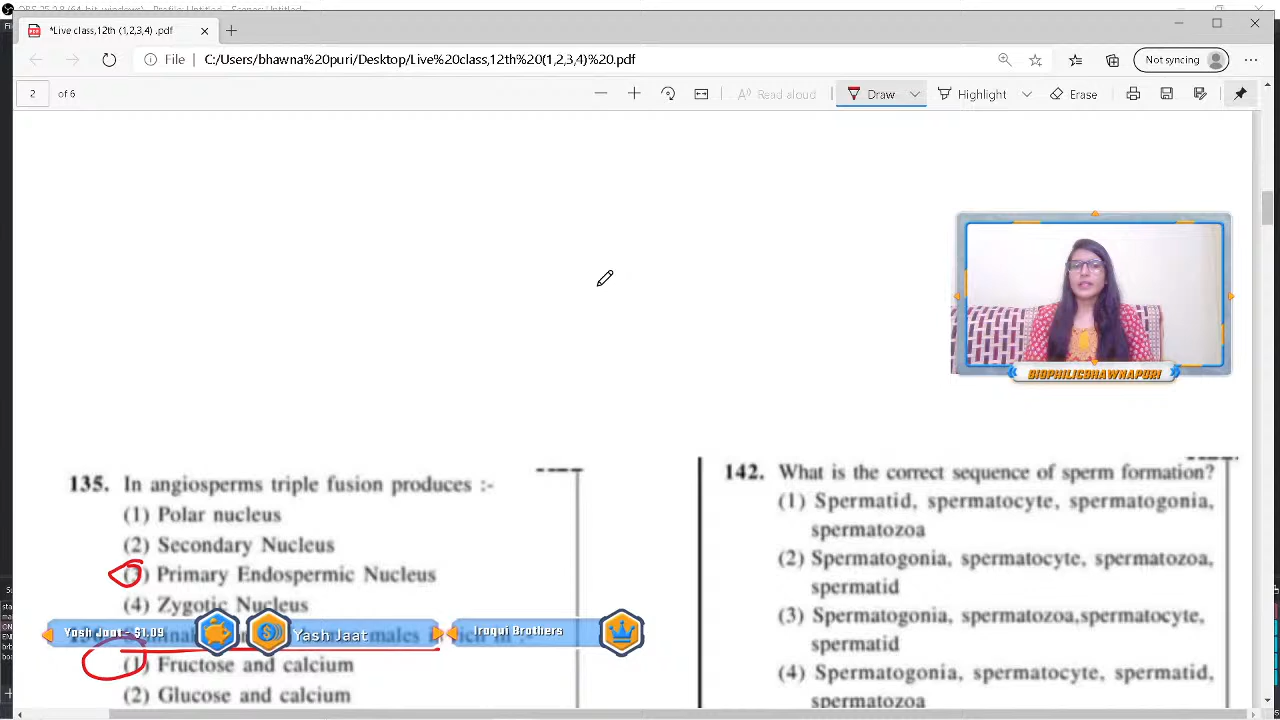 *Live class,12th (1,2,3,4) .pdf
File
C:/Users/bhawna%20puri/Desktop/Live%20class,12th%20(1,2,3,4)%20.pdf
Not syncing
2 of 6
Read aloud
Draw
Highlight
Erase
BIOPHILICBHAWNAPURI
135. In angiosperms triple fusion produces :-
(1) Polar nucleus
(2) Secondary Nucleus
(3) Primary Endospermic Nucleus
(4) Zygotic Nucleus
Yash Jaat - $1.09
Yash Jaat
Iraqui Brothers
(1) Fructose and calcium
(2) Glucose and calcium
142. What is the correct sequence of sperm formation?
(1) Spermatid, spermatocyte, spermatogonia,
spermatozoa
(2) Spermatogonia, spermatocyte, spermatozoa,
spermatid
(3) Spermatogonia, spermatozoa,spermatocyte,
spermatid
(4) Spermatogonia, spermatocyte, spermatid,
spermatozoa